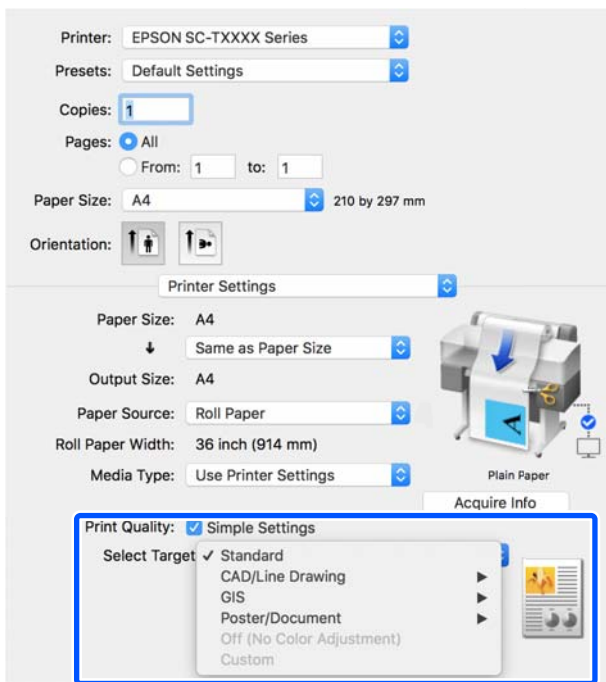 Printer: EPSON SC-TXXXX Series
Presets: Default Settings
Copies: 1
Pages: All
From: 1 to: 1
Paper Size: A4 210 by 297 mm
Orientation:
Printer Settings
Paper Size: A4
Same as Paper Size
Output Size: A4
Paper Source: Roll Paper
Roll Paper Width: 36 inch (914 mm)
Media Type: Use Printer Settings
Plain Paper
Acquire Info
Print Quality: Simple Settings
Select Target Standard
CAD/Line Drawing
GIS
Poster/Document
Off (No Color Adjustment)
Custom